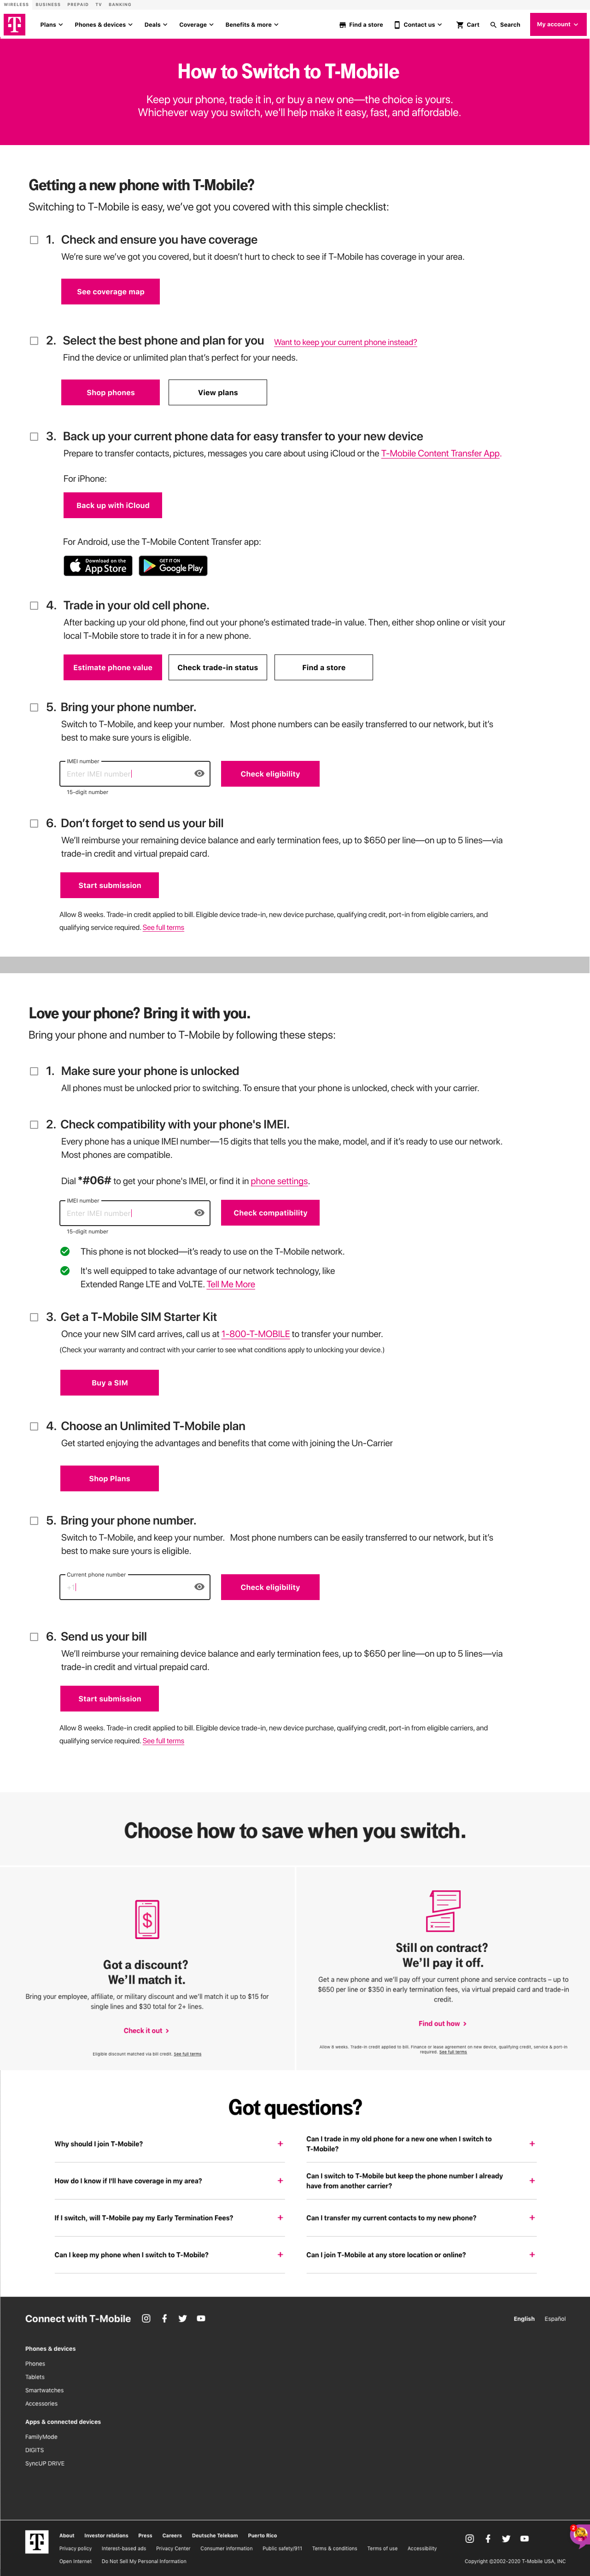 WIRELESS BUSINESS PREPAID TV BANKING
Plans Phones & devices Deals Coverage Benefits & more Find a store Contact us Cart Search My account
How to Switch to T-Mobile
Keep your phone, trade it in, or buy a new one—the choice is yours.
Whichever way you switch, we'll help make it easy, fast, and affordable.
Getting a new phone with T-Mobile?
Switching to T-Mobile is easy, we've got you covered with this simple checklist:
1. Check and ensure you have coverage
We're sure we've got you covered, but it doesn't hurt to check to see if T-Mobile has coverage in your area.
See coverage map
2. Select the best phone and plan for you Want to keep your current phone instead?
Find the device or unlimited plan that's perfect for your needs.
Shop phones View plans
3. Back up your current phone data for easy transfer to your new device
Prepare to transfer contacts, pictures, messages you care about using iCloud or the T-Mobile Content Transfer App.
For iPhone:
Back up with iCloud
For Android, use the T-Mobile Content Transfer app:
Download on the App Store GET IT ON Google Play
4. Trade in your old cell phone.
After backing up your old phone, find out your phone's estimated trade-in value. Then, either shop online or visit your
local T-Mobile store to trade it in for a new phone.
Estimate phone value Check trade-in status Find a store
5. Bring your phone number.
Switch to T-Mobile, and keep your number. Most phone numbers can be easily transferred to our network, but it's
best to make sure yours is eligible.
IMEI number
Enter IMEI number Check eligibility
15-digit number
6. Don't forget to send us your bill
We'll reimburse your remaining device balance and early termination fees, up to $650 per line—on up to 5 lines—via
trade-in credit and virtual prepaid card.
Start submission
Allow 8 weeks. Trade-in credit applied to bill. Eligible device trade-in, new device purchase, qualifying credit, port-in from eligible carriers, and
qualifying service required. See full terms
Love your phone? Bring it with you.
Bring your phone and number to T-Mobile by following these steps:
1. Make sure your phone is unlocked
All phones must be unlocked prior to switching. To ensure that your phone is unlocked, check with your carrier.
2. Check compatibility with your phone's IMEI.
Every phone has a unique IMEI number—15 digits that tells you the make, model, and if it's ready to use our network.
Most phones are compatible.
Dial *#06# to get your phone's IMEI, or find it in phone settings.
IMEI number
Enter IMEI number Check compatibility
15-digit number
This phone is not blocked—it's ready to use on the T-Mobile network.
It's well equipped to take advantage of our network technology, like
Extended Range LTE and VoLTE. Tell Me More
3. Get a T-Mobile SIM Starter Kit
Once your new SIM card arrives, call us at 1-800-T-MOBILE to transfer your number.
(Check your warranty and contract with your carrier to see what conditions apply to unlocking your device.)
Buy a SIM
4. Choose an Unlimited T-Mobile plan
Get started enjoying the advantages and benefits that come with joining the Un-Carrier
Shop Plans
5. Bring your phone number.
Switch to T-Mobile, and keep your number. Most phone numbers can be easily transferred to our network, but it's
best to make sure yours is eligible.
Current phone number
+1 Check eligibility
6. Send us your bill
We'll reimburse your remaining device balance and early termination fees, up to $650 per line—on up to 5 lines—via
trade-in credit and virtual prepaid card.
Start submission
Allow 8 weeks. Trade-in credit applied to bill. Eligible device trade-in, new device purchase, qualifying credit, port-in from eligible carriers, and
qualifying service required. See full terms
Choose how to save when you switch.
Got a discount?
We'll match it.
Bring your employee, affiliate, or military discount and we'll match it up to $15 for
single lines and $30 total for 2+ lines.
Check it out
Eligible discount matched via bill credit. See full terms
Still on contract?
We'll pay it off.
Get a new phone and we'll pay off your current phone and service contracts – up to
$650 per line or $350 in early termination fees, via virtual prepaid card and trade-in
credit.
Find out how
Allow 8 weeks. Trade-in credit applied to bill. Finance or lease agreement on new device, qualifying credit, service & port-in
required. See full terms
Got questions?
Why should I join T-Mobile?
How do I know if I'll have coverage in my area?
If I switch, will T-Mobile pay my Early Termination Fees?
Can I keep my phone when I switch to T-Mobile?
Can I trade in my old phone for a new one when I switch to
T-Mobile?
Can I switch to T-Mobile but keep the phone number I already
have from another carrier?
Can I transfer my current contacts to my new phone?
Can I join T-Mobile at any store location or online?
Connect with T-Mobile English Español
Phones & devices
Phones
Tablets
Smartwatches
Accessories
Apps & connected devices
FamilyMode
DIGITS
SyncUP DRIVE
About Investor relations Press Careers Deutsche Telekom Puerto Rico
Privacy policy Interest-based ads Privacy Center Consumer information Public safety/911 Terms & conditions Terms of use Accessibility
Open Internet Do Not Sell My Personal Information Copyright ©2002-2020 T-Mobile USA, INC